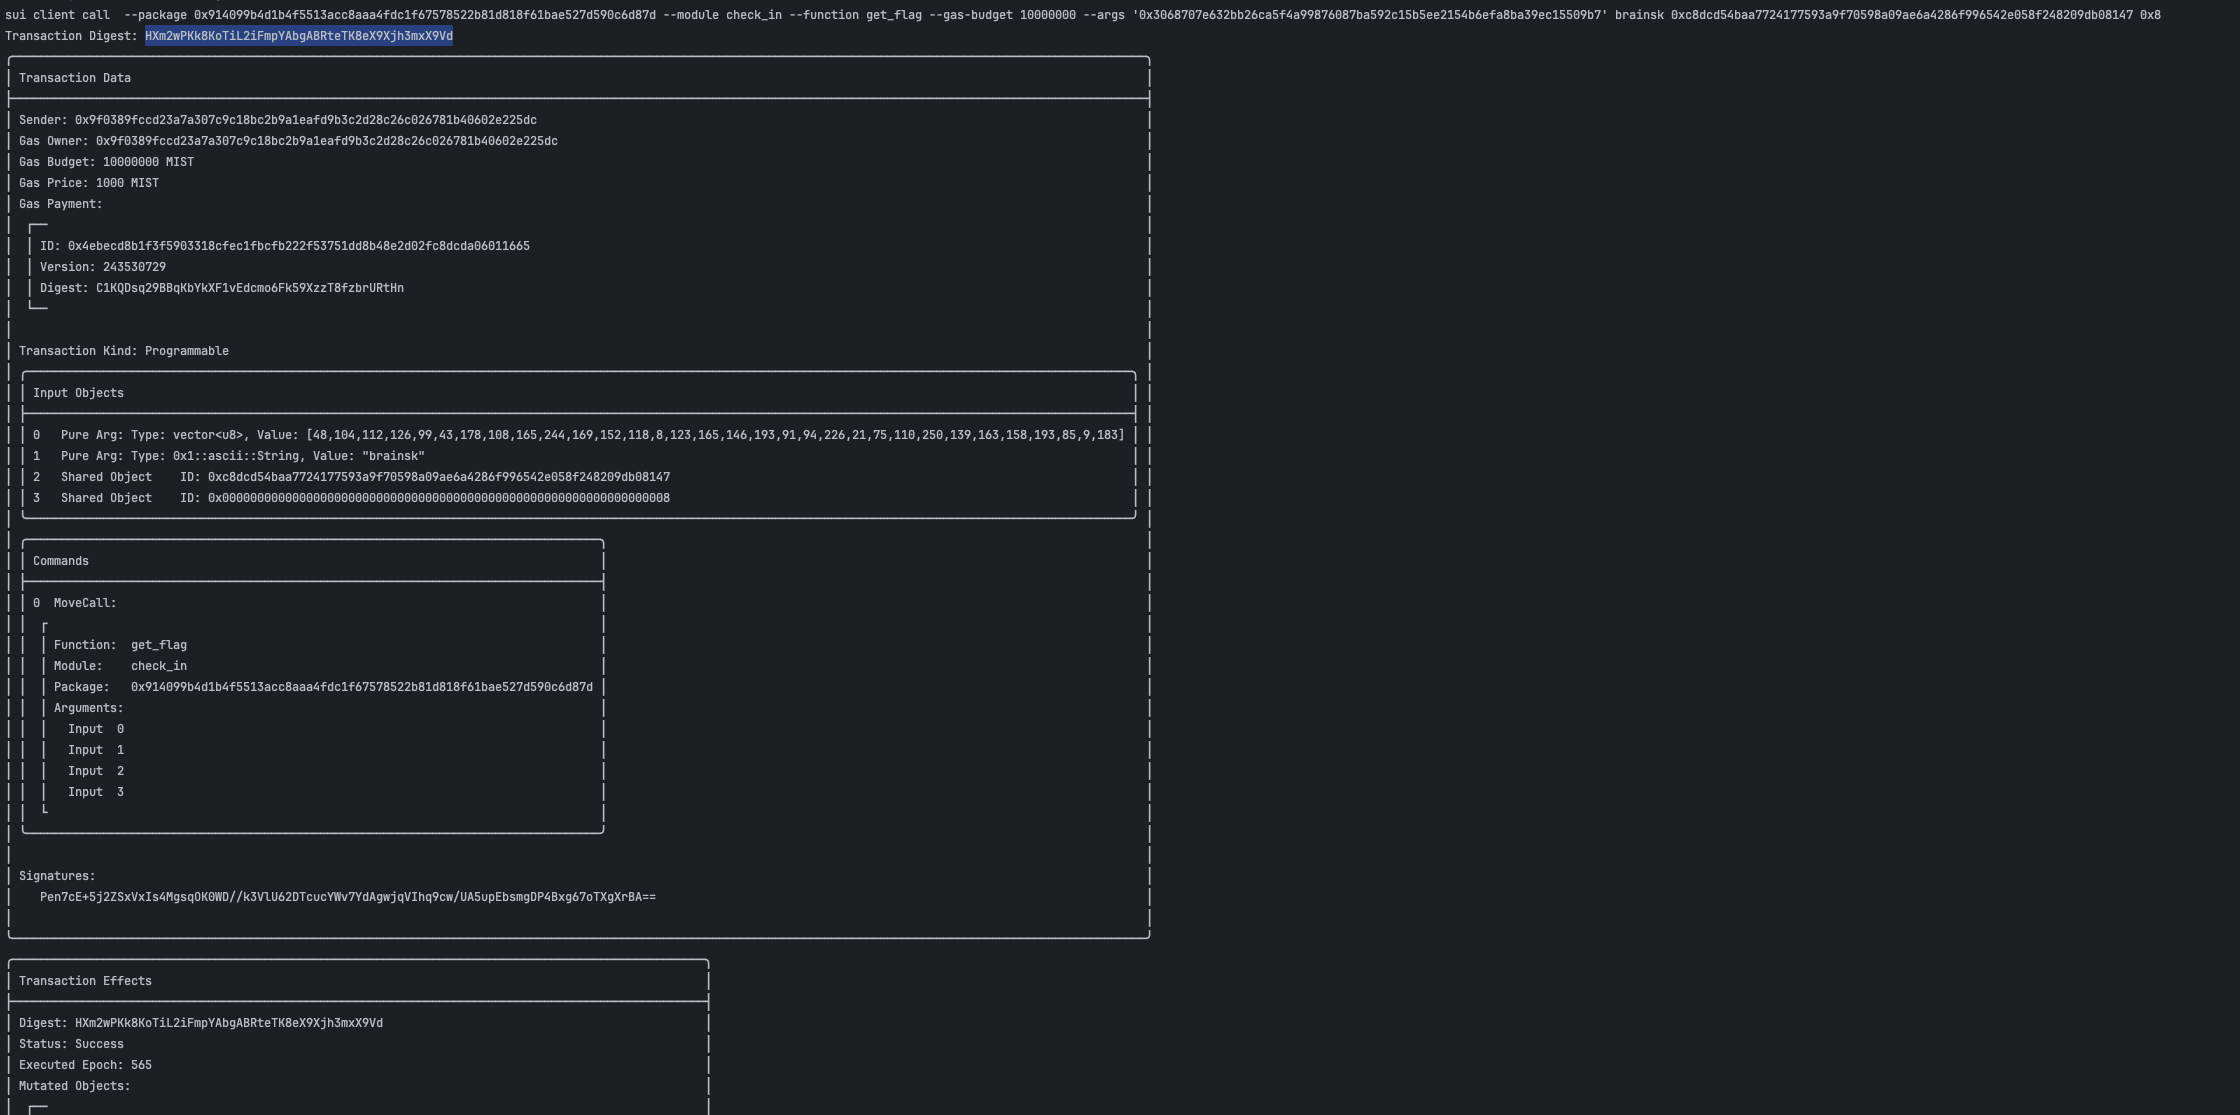 sui client call  --package 0x914099b4d1b4f5513acc8aaa4fdc1f67578522b81d818f61bae527d590c6d87d --module check_in --function get_flag --gas-budget 10000000 --args '0x3068707e632bb26ca5f4a99876087ba592c15b5ee2154b6efa8ba39ec15509b7' brainsk 0xc8dcd54baa7724177593a9f70598a09ae6a4286f996542e058f248209db08147 0x8
Transaction Digest: HXm2wPKk8KoTiL2iFmpYAbgABRteTK8eX9Xjh3mxX9Vd
Transaction Data
Sender: 0x9f0389fccd23a7a307c9c18bc2b9a1eafd9b3c2d28c26c026781b40602e225dc
Gas Owner: 0x9f0389fccd23a7a307c9c18bc2b9a1eafd9b3c2d28c26c026781b40602e225dc
Gas Budget: 10000000 MIST
Gas Price: 1000 MIST
Gas Payment:
ID: 0x4ebecd8b1f3f5903318cfec1fbcfb222f53751dd8b48e2d02fc8dcda06011665
Version: 243530729
Digest: C1KQDsq29BBqKbYkXF1vEdcmo6Fk59XzzT8fzbrURtHn
Transaction Kind: Programmable
Input Objects
0   Pure Arg: Type: vector<u8>, Value: [48,104,112,126,99,43,178,108,165,244,169,152,118,8,123,165,146,193,91,94,226,21,75,110,250,139,163,158,193,85,9,183]
1   Pure Arg: Type: 0x1::ascii::String, Value: "brainsk"
2   Shared Object    ID: 0xc8dcd54baa7724177593a9f70598a09ae6a4286f996542e058f248209db08147
3   Shared Object    ID: 0x0000000000000000000000000000000000000000000000000000000000000008
Commands
0  MoveCall:
Function:  get_flag
Module:    check_in
Package:   0x914099b4d1b4f5513acc8aaa4fdc1f67578522b81d818f61bae527d590c6d87d
Arguments:
Input  0
Input  1
Input  2
Input  3
Signatures:
Pen7cE+5j2ZSxVxIs4MgsqOK0WD//k3VlU62DTcucYWv7YdAgwjqVIhq9cw/UA5upEbsmgDP4Bxg67oTXgXrBA==
Transaction Effects
Digest: HXm2wPKk8KoTiL2iFmpYAbgABRteTK8eX9Xjh3mxX9Vd
Status: Success
Executed Epoch: 565
Mutated Objects: